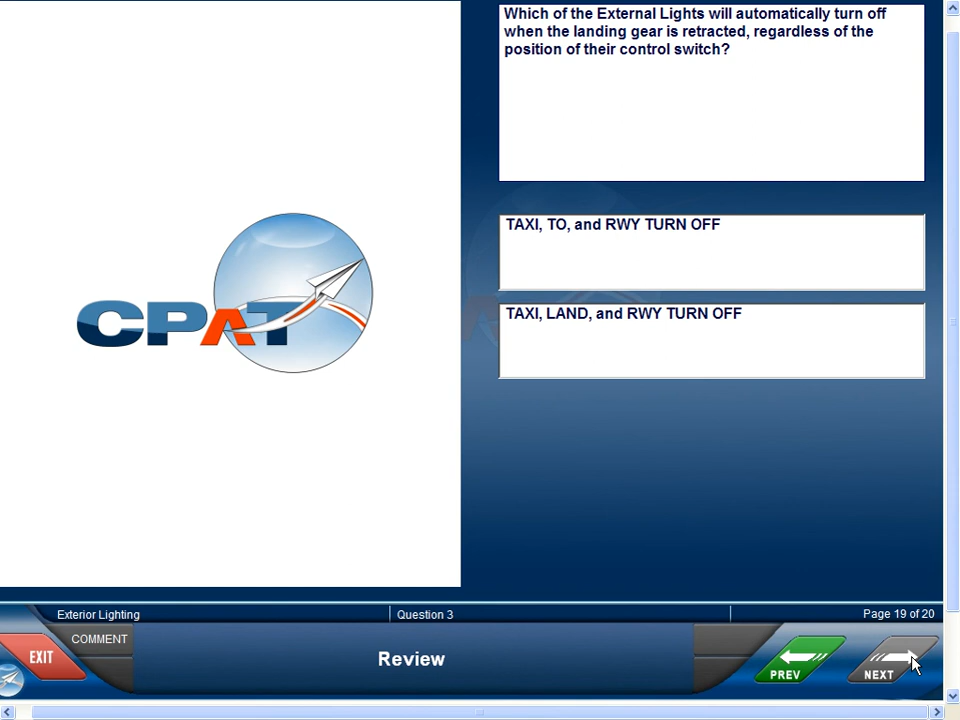 Which of the External Lights will automatically turn off
when the landing gear is retracted, regardless of the
position of their control switch?
TAXI, TO, and RWY TURN OFF
TAXI, LAND, and RWY TURN OFF
CPAT
Exterior Lighting
Question 3
Page 19 of 20
EXIT
COMMENT
Review
PREV
NEXT